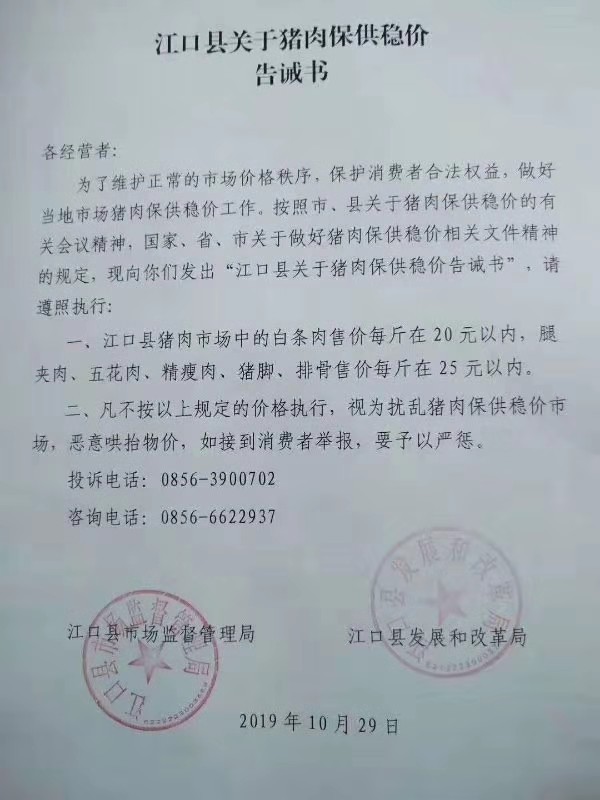 江口县关于猪肉保供稳价
告诫书
各经营者：
为了维护正常的市场价格秩序，保护消费者合法权益，做好
当地市场猪肉保供稳价工作。按照市、县关于猪肉保供稳价的有
关会议精神，国家、省、市关于做好猪肉保供稳价相关文件精神
的规定，现向你们发出“江口县关于猪肉保供稳价告诫书”，请
遵照执行：
一、江口县猪肉市场中的白条肉售价每斤在 20 元以内，腿
夹肉、五花肉、精瘦肉、猪脚、排骨售价每斤在 25 元以内。
二、凡不按以上规定的价格执行，视为扰乱猪肉保供稳价市
场，恶意哄抬物价，如接到消费者举报，要予以严惩。
投诉电话：0856-3900702
咨询电话：0856-6622937
江口县市场监督管理局 江口县发展和改革局
江口县市场监督管理局
江口县发展和改革局
2019 年 10 月 29 日